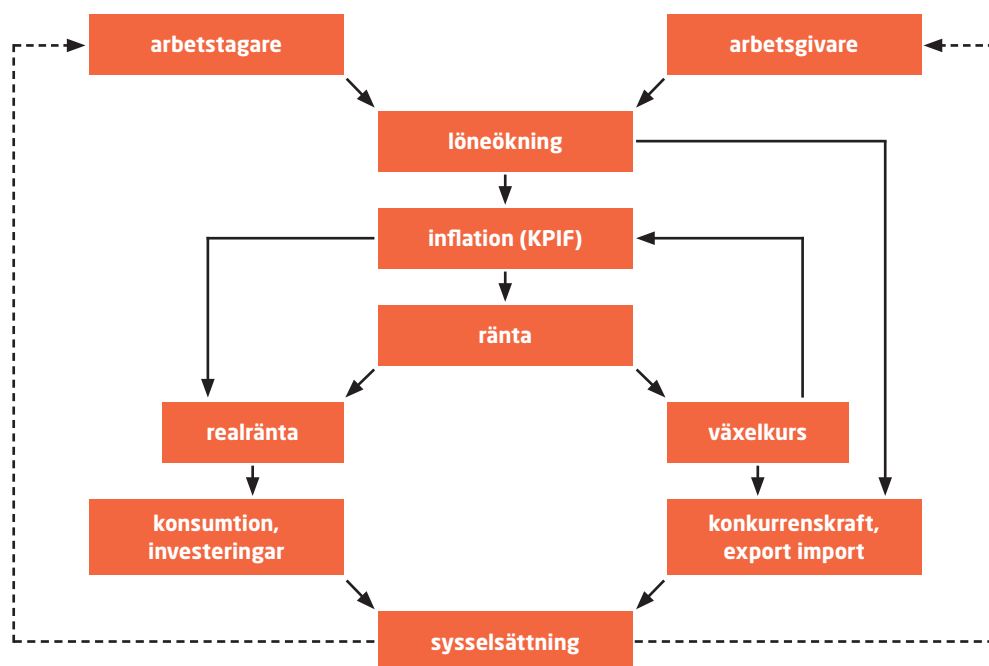 arbetstagare
arbetsgivare
löneökning
inflation (KPIF)
ränta
realränta
växelkurs
konsumtion,
investeringar
konkurrenskraft,
export import
sysselsättning